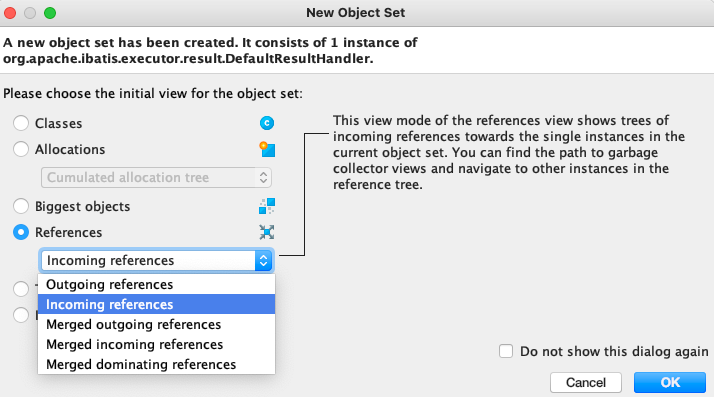 New Object Set
A new object set has been created. It consists of 1 instance of
org.apache.ibatis.executor.result.DefaultResultHandler.
Please choose the initial view for the object set:
Classes
Allocations
Cumulated allocation tree
Biggest objects
References
Incoming references
Outgoing references
Incoming references
Merged outgoing references
Merged incoming references
Merged dominating references
This view mode of the references view shows trees of
incoming references towards the single instances in the
current object set. You can find the path to garbage
collector views and navigate to other instances in the
reference tree.
Do not show this dialog again
Cancel
OK